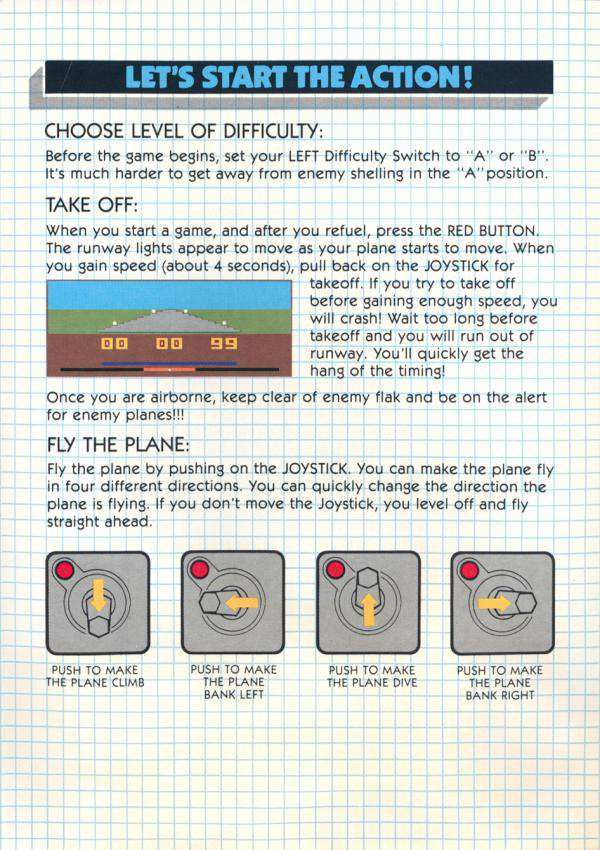 LET'S START THE ACTION!
CHOOSE LEVEL OF DIFFICULTY:
Before the game begins, set your LEFT Difficulty Switch to "A" or "B".
It's much harder to get away from enemy shelling in the "A" position.
TAKE OFF:
When you start a game, and after you refuel, press the RED BUTTON.
The runway lights appear to move as your plane starts to move. When
you gain speed (about 4 seconds), pull back on the JOYSTICK for
takeoff. If you try to take off
before gaining enough speed, you
will crash! Wait too long before
takeoff and you will run out of
runway. You'll quickly get the
hang of the timing!
00 00 99
Once you are airborne, keep clear of enemy flak and be on the alert
for enemy planes!!!
FLY THE PLANE:
Fly the plane by pushing on the JOYSTICK. You can make the plane fly
in four different directions. You can quickly change the direction the
plane is flying. If you don't move the Joystick, you level off and fly
straight ahead.
PUSH TO MAKE
THE PLANE CLIMB
PUSH TO MAKE
THE PLANE
BANK LEFT
PUSH TO MAKE
THE PLANE DIVE
PUSH TO MAKE
THE PLANE
BANK RIGHT